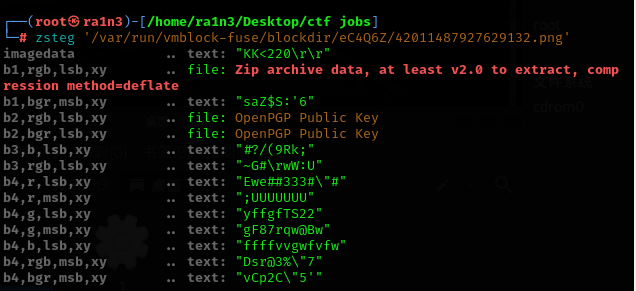 ┌──(root㉿ra1n3)-[/home/ra1n3/Desktop/ctf jobs]
└─# zsteg '/var/run/vmblock-fuse/blockdir/eC4Q6Z/42011487927629132.png'
imagedata .. text: "KK<220\r\r"
b1,rgb,lsb,xy .. file: Zip archive data, at least v2.0 to extract, comp
ression method=deflate
b1,bgr,msb,xy .. text: "saZ$S:'6"
b2,rgb,lsb,xy .. file: OpenPGP Public Key
b2,bgr,lsb,xy .. file: OpenPGP Public Key
b3,b,lsb,xy .. text: "#?/(9Rk;"
b3,rgb,lsb,xy .. text: "~G#\rwW:U"
b4,r,lsb,xy .. text: "Ewe##333#\"#"
b4,r,msb,xy .. text: ";UUUUUUU"
b4,g,lsb,xy .. text: "yffgfTS22"
b4,g,msb,xy .. text: "gF87rqw@Bw"
b4,b,lsb,xy .. text: "ffffvvgwfvfw"
b4,rgb,msb,xy .. text: "Dsr@3%\"7"
b4,bgr,msb,xy .. text: "vCp2C\"5'"